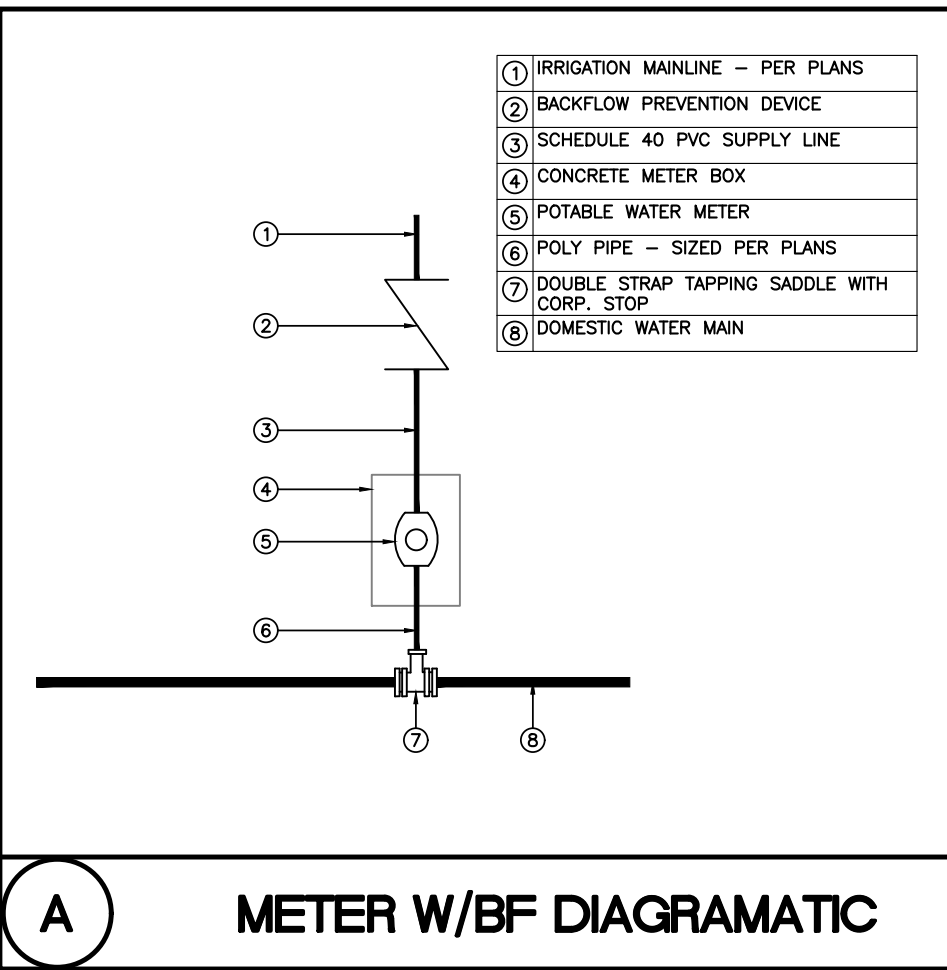 1 IRRIGATION MAINLINE – PER PLANS
2 BACKFLOW PREVENTION DEVICE
3 SCHEDULE 40 PVC SUPPLY LINE
4 CONCRETE METER BOX
5 POTABLE WATER METER
6 POLY PIPE – SIZED PER PLANS
7 DOUBLE STRAP TAPPING SADDLE WITH
CORP. STOP
8 DOMESTIC WATER MAIN
1
2
3
4
5
6
7 8
A METER W/BF DIAGRAMATIC